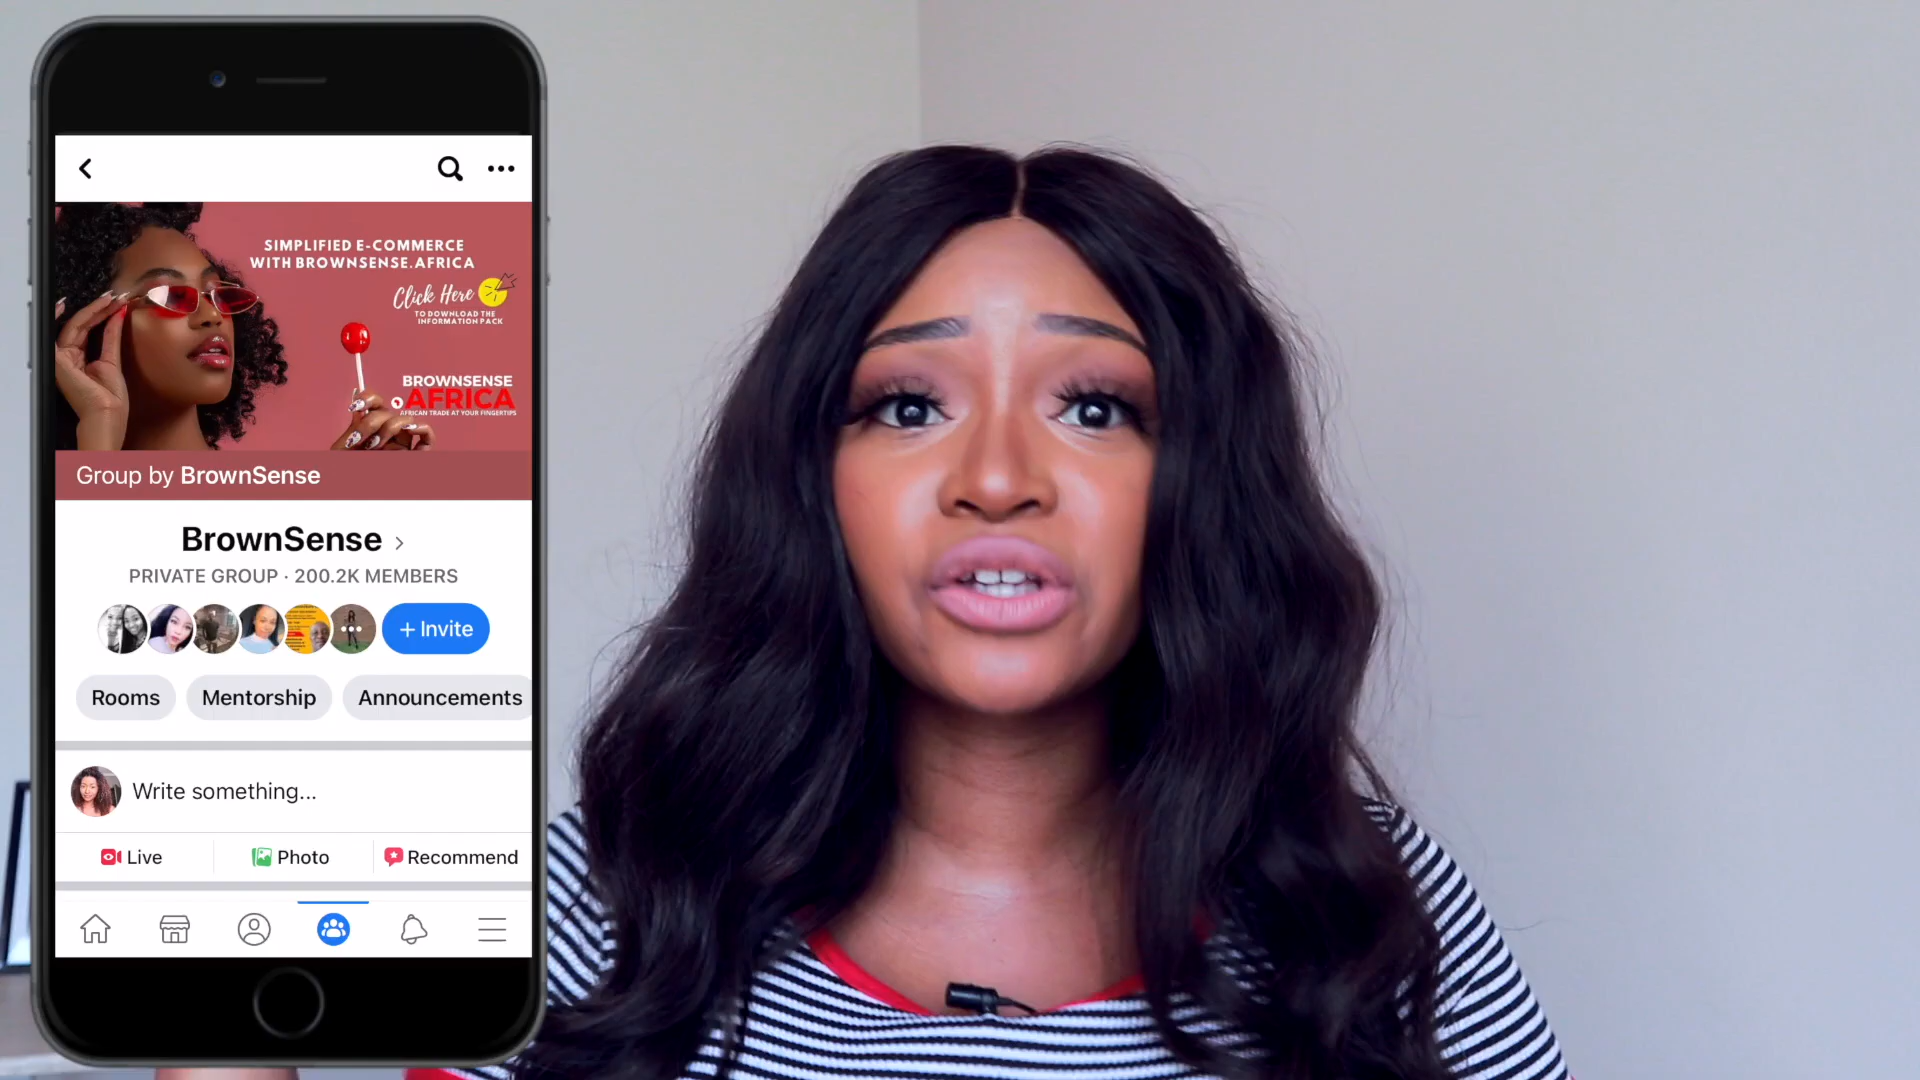 SIMPLIFIED E-COMMERCE
WITH BROWNSENSE.AFRICA
Click Here
TO DOWNLOAD THE
INFORMATION PACK
BROWNSENSE
AFRICA
AFRICAN TRADE AT YOUR FINGERTIPS
Group by BrownSense
BrownSense
PRIVATE GROUP · 200.2K MEMBERS
+ Invite
Rooms Mentorship Announcements
Write something...
Live Photo Recommend